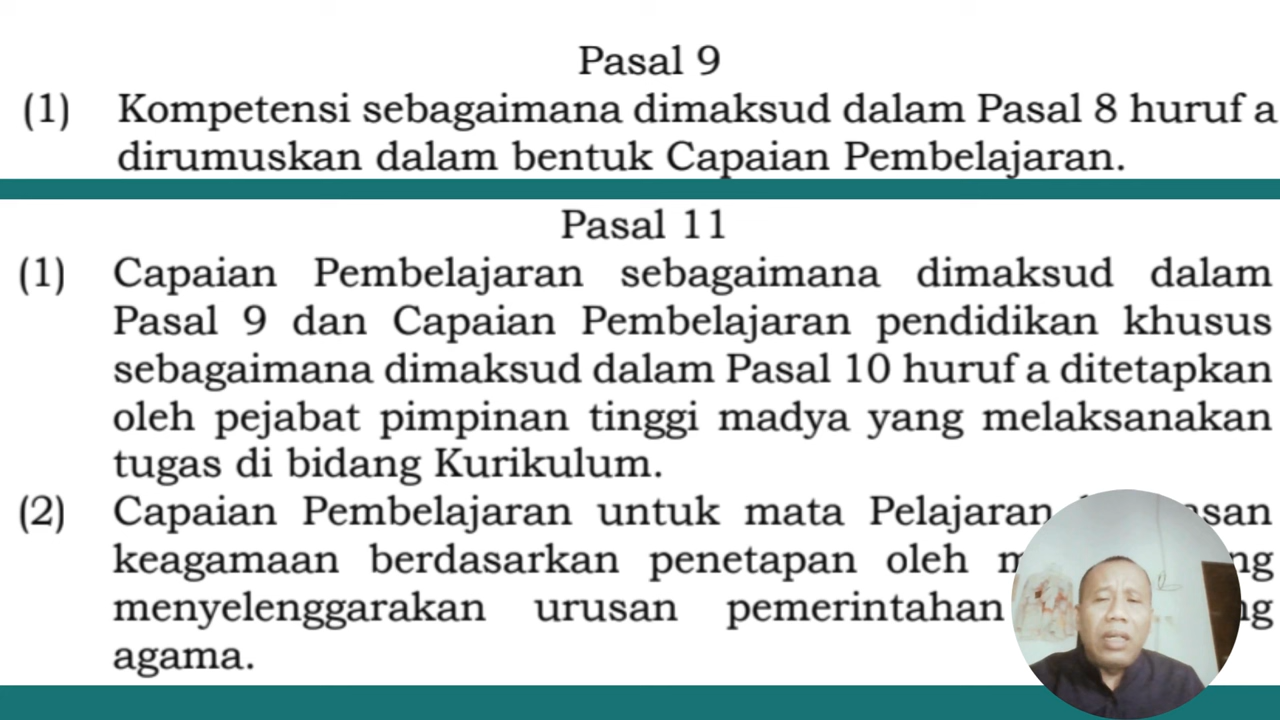 Pasal 9
(1) Kompetensi sebagaimana dimaksud dalam Pasal 8 huruf a
dirumuskan dalam bentuk Capaian Pembelajaran.
Pasal 11
(1) Capaian Pembelajaran sebagaimana dimaksud dalam
Pasal 9 dan Capaian Pembelajaran pendidikan khusus
sebagaimana dimaksud dalam Pasal 10 huruf a ditetapkan
oleh pejabat pimpinan tinggi madya yang melaksanakan
tugas di bidang Kurikulum.
(2) Capaian Pembelajaran untuk mata Pelajaran
keagamaan berdasarkan penetapan oleh
menyelenggarakan urusan pemerintahan
agama.